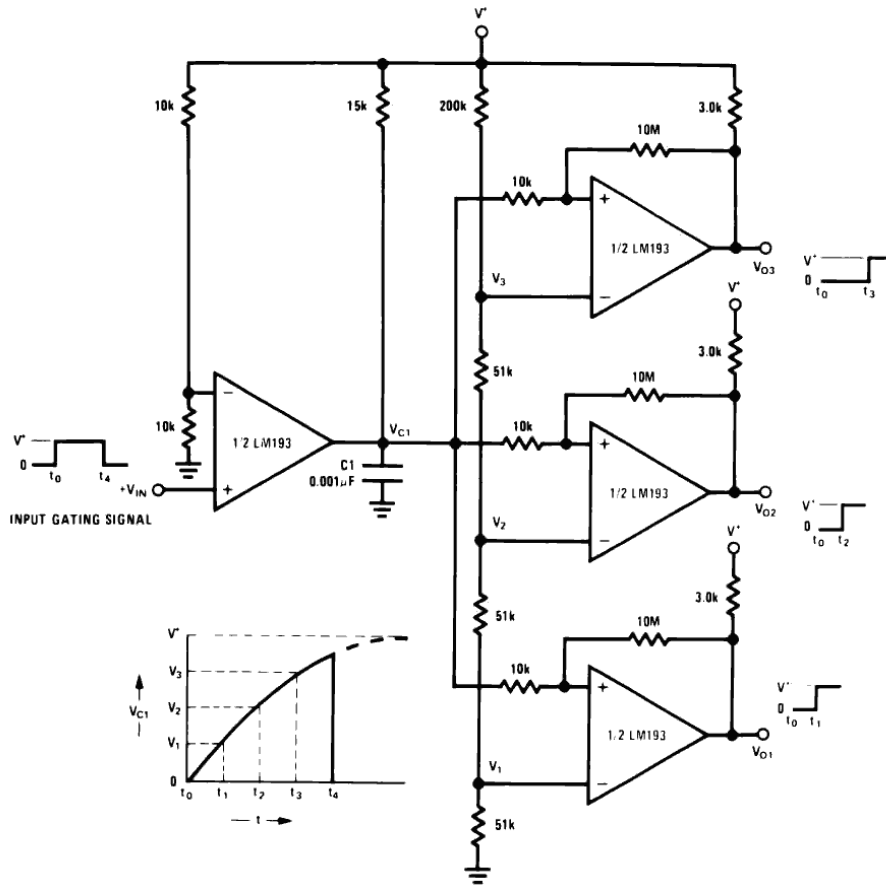 V+
10k
15k
200k
3.0k
10M
10k
+
1/2 LM193
−
VO3
V+
0
t0
t3
V3
V+
3.0k
51k
10M
−
10k
1/2 LM193
+
V+
0
t0
t4
+VIN
INPUT GATING SIGNAL
VC1
C1
0.001μF
10k
+
1/2 LM193
−
VO2
V+
0
t0
t2
V2
V+
3.0k
51k
10M
10k
+
1/2 LM193
−
VO1
V+
0
t0
t1
V1
51k
V+
V3
V2
V1
0
VC1
t0
t1
t2
t3
t4
t